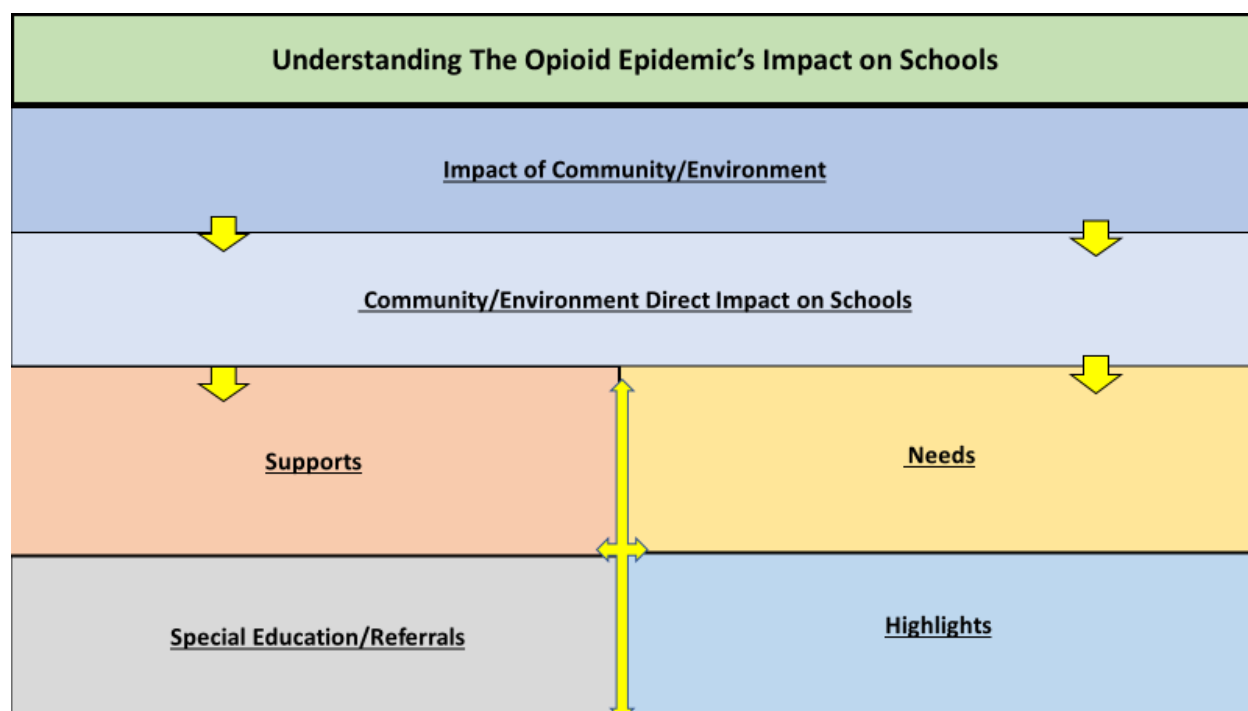 Understanding The Opioid Epidemic’s Impact on Schools
Impact of Community/Environment
Community/Environment Direct Impact on Schools
Supports
Needs
Special Education/Referrals
Highlights